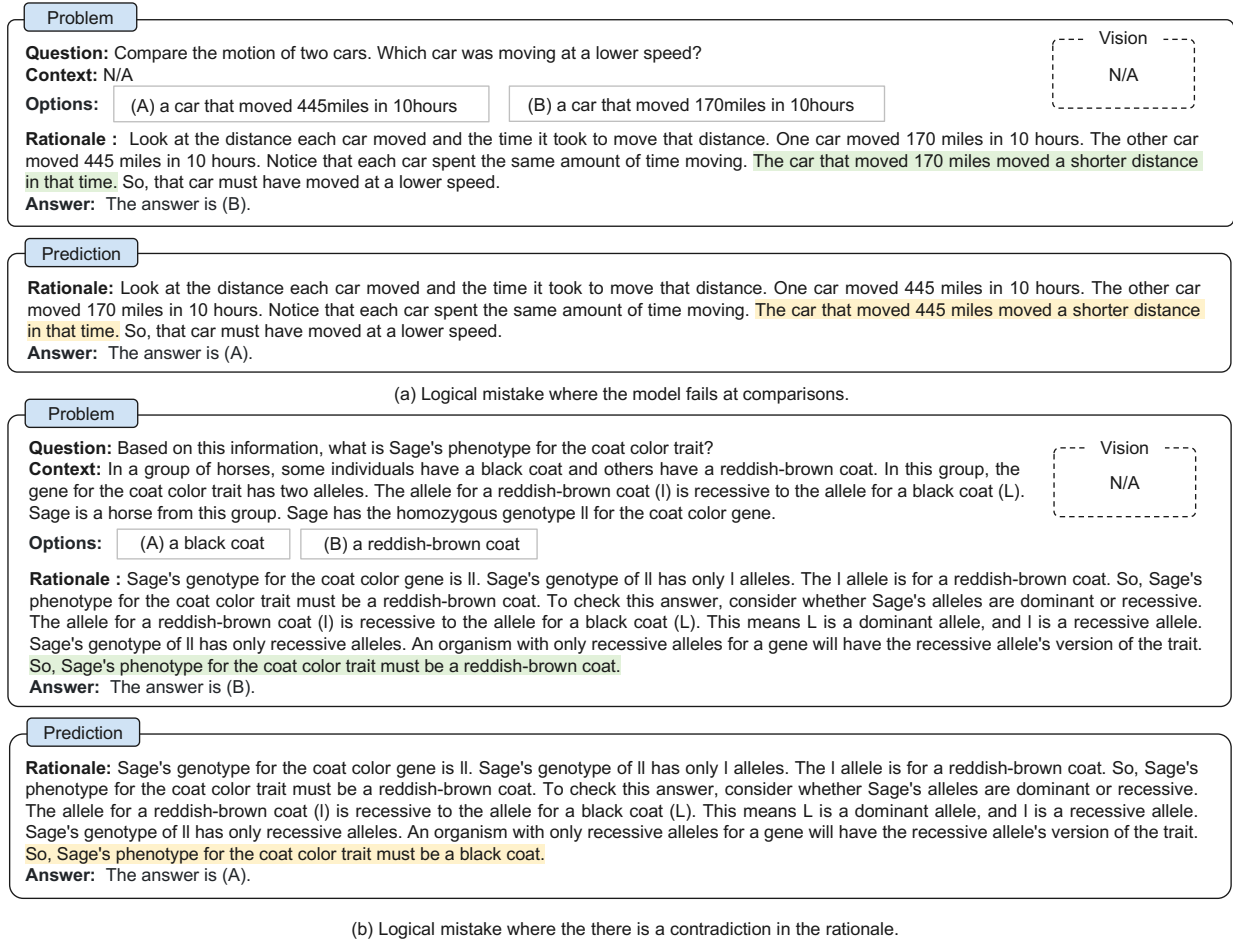 Problem
Question: Compare the motion of two cars. Which car was moving at a lower speed?
Context: N/A
Vision
N/A
Options: (A) a car that moved 445miles in 10hours (B) a car that moved 170miles in 10hours
Rationale : Look at the distance each car moved and the time it took to move that distance. One car moved 170 miles in 10 hours. The other car
moved 445 miles in 10 hours. Notice that each car spent the same amount of time moving. The car that moved 170 miles moved a shorter distance
in that time. So, that car must have moved at a lower speed.
Answer: The answer is (B).
Prediction
Rationale: Look at the distance each car moved and the time it took to move that distance. One car moved 445 miles in 10 hours. The other car
moved 170 miles in 10 hours. Notice that each car spent the same amount of time moving. The car that moved 445 miles moved a shorter distance
in that time. So, that car must have moved at a lower speed.
Answer: The answer is (A).
(a) Logical mistake where the model fails at comparisons.
Problem
Question: Based on this information, what is Sage's phenotype for the coat color trait?
Context: In a group of horses, some individuals have a black coat and others have a reddish-brown coat. In this group, the
gene for the coat color trait has two alleles. The allele for a reddish-brown coat (l) is recessive to the allele for a black coat (L).
Sage is a horse from this group. Sage has the homozygous genotype ll for the coat color gene.
Vision
N/A
Options: (A) a black coat (B) a reddish-brown coat
Rationale : Sage's genotype for the coat color gene is ll. Sage's genotype of ll has only l alleles. The l allele is for a reddish-brown coat. So, Sage's
phenotype for the coat color trait must be a reddish-brown coat. To check this answer, consider whether Sage's alleles are dominant or recessive.
The allele for a reddish-brown coat (l) is recessive to the allele for a black coat (L). This means L is a dominant allele, and l is a recessive allele.
Sage's genotype of ll has only recessive alleles. An organism with only recessive alleles for a gene will have the recessive allele's version of the trait.
So, Sage's phenotype for the coat color trait must be a reddish-brown coat.
Answer: The answer is (B).
Prediction
Rationale: Sage's genotype for the coat color gene is ll. Sage's genotype of ll has only l alleles. The l allele is for a reddish-brown coat. So, Sage's
phenotype for the coat color trait must be a reddish-brown coat. To check this answer, consider whether Sage's alleles are dominant or recessive.
The allele for a reddish-brown coat (l) is recessive to the allele for a black coat (L). This means L is a dominant allele, and l is a recessive allele.
Sage's genotype of ll has only recessive alleles. An organism with only recessive alleles for a gene will have the recessive allele's version of the trait.
So, Sage's phenotype for the coat color trait must be a black coat.
Answer: The answer is (A).
(b) Logical mistake where the there is a contradiction in the rationale.